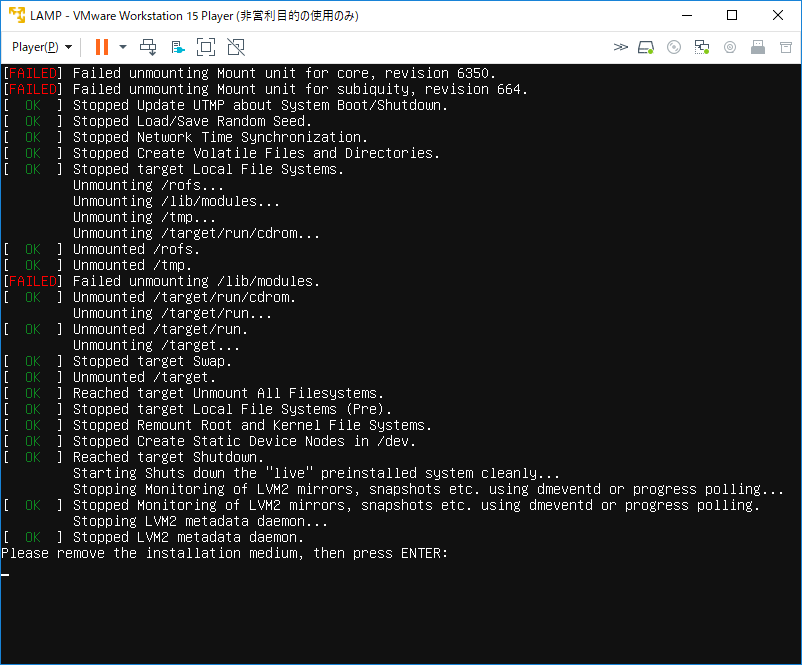 LAMP - VMware Workstation 15 Player (非営利目的の使用のみ)
Player(P)
[FAILED] Failed unmounting Mount unit for core, revision 6350.
[FAILED] Failed unmounting Mount unit for subiquity, revision 664.
[  OK  ] Stopped Update UTMP about System Boot/Shutdown.
[  OK  ] Stopped Load/Save Random Seed.
[  OK  ] Stopped Network Time Synchronization.
[  OK  ] Stopped Create Volatile Files and Directories.
[  OK  ] Stopped target Local File Systems.
Unmounting /rofs...
Unmounting /lib/modules...
Unmounting /tmp...
Unmounting /target/run/cdrom...
[  OK  ] Unmounted /rofs.
[  OK  ] Unmounted /tmp.
[FAILED] Failed unmounting /lib/modules.
[  OK  ] Unmounted /target/run/cdrom.
Unmounting /target/run...
[  OK  ] Unmounted /target/run.
Unmounting /target...
[  OK  ] Stopped target Swap.
[  OK  ] Unmounted /target.
[  OK  ] Reached target Unmount All Filesystems.
[  OK  ] Stopped target Local File Systems (Pre).
[  OK  ] Stopped Remount Root and Kernel File Systems.
[  OK  ] Stopped Create Static Device Nodes in /dev.
[  OK  ] Reached target Shutdown.
Starting Shuts down the "live" preinstalled system cleanly...
Stopping Monitoring of LVM2 mirrors, snapshots etc. using dmeventd or progress polling...
[  OK  ] Stopped Monitoring of LVM2 mirrors, snapshots etc. using dmeventd or progress polling.
Stopping LVM2 metadata daemon...
[  OK  ] Stopped LVM2 metadata daemon.
Please remove the installation medium, then press ENTER: